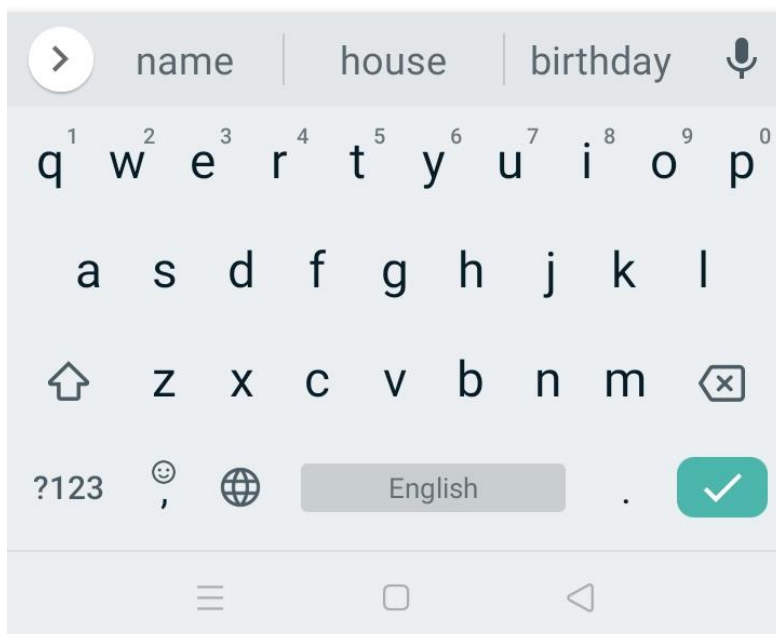 name house birthday
1 2 3 4 5 6 7 8 9 0
q w e r t y u i o p
a s d f g h j k l
z x c v b n m
?123 , English .